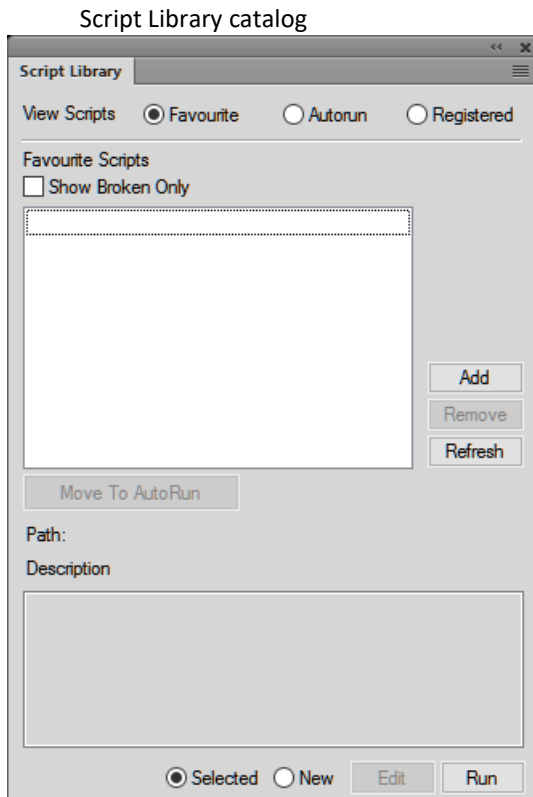 Script Library catalog
Script Library
View Scripts Favourite Autorun Registered
Favourite Scripts
Show Broken Only
Add
Remove
Refresh
Move To AutoRun
Path:
Description
Selected New Edit Run